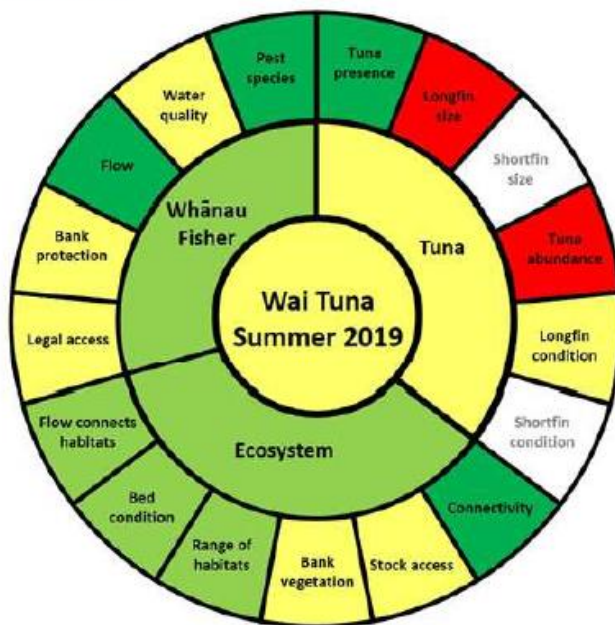 Wai Tuna
Summer 2019
Tuna
Ecosystem
Whānau
Fisher
Tuna
presence
Longfin
size
Shortfin
size
Tuna
abundance
Longfin
condition
Shortfin
condition
Connectivity
Stock access
Bank
vegetation
Range of
habitats
Bed
condition
Flow connects
habitats
Legal access
Bank
protection
Flow
Water
quality
Pest
species